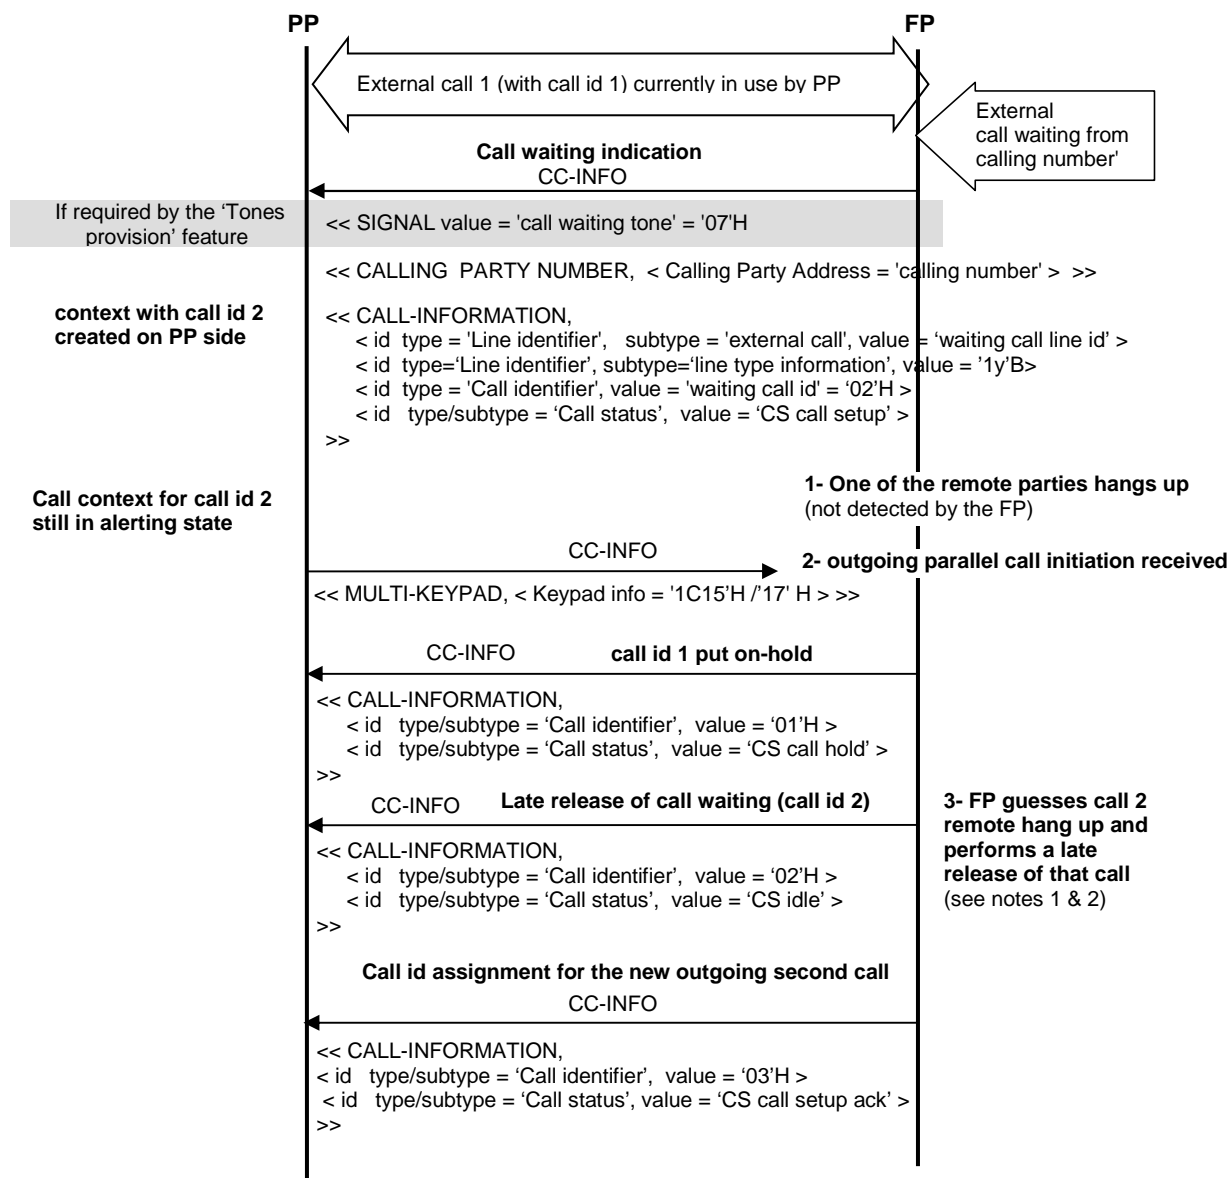 PP
FP
External call 1 (with call id 1) currently in use by PP
External
call waiting from
calling number'
Call waiting indication
CC-INFO
If required by the ‘Tones
provision’ feature
<< SIGNAL value = 'call waiting tone' = '07'H
<< CALLING PARTY NUMBER, < Calling Party Address = 'calling number' > >>
context with call id 2
created on PP side
<< CALL-INFORMATION,
< id type = 'Line identifier', subtype = 'external call', value = ‘waiting call line id’ >
< id type=‘Line identifier’, subtype=‘line type information’, value = '1y’B>
< id type = 'Call identifier', value = 'waiting call id' = ‘02’H >
< id type/subtype = ‘Call status’, value = ‘CS call setup’ >
>>
Call context for call id 2
still in alerting state
1- One of the remote parties hangs up
(not detected by the FP)
CC-INFO
2- outgoing parallel call initiation received
<< MULTI-KEYPAD, < Keypad info = '1C15’H /’17' H > >>
CC-INFO
call id 1 put on-hold
<< CALL-INFORMATION,
< id type/subtype = ‘Call identifier’, value = ‘01’H >
< id type/subtype = ‘Call status’, value = ‘CS call hold’ >
>>
CC-INFO
Late release of call waiting (call id 2)
3- FP guesses call 2
remote hang up and
performs a late
release of that call
(see notes 1 & 2)
<< CALL-INFORMATION,
< id type/subtype = ‘Call identifier’, value = ‘02’H >
< id type/subtype = ‘Call status’, value = ‘CS idle’ >
>>
Call id assignment for the new outgoing second call
CC-INFO
<< CALL-INFORMATION,
< id type/subtype = ‘Call identifier’, value = ‘03’H >
< id type/subtype = ‘Call status’, value = ‘CS call setup ack’ >
>>